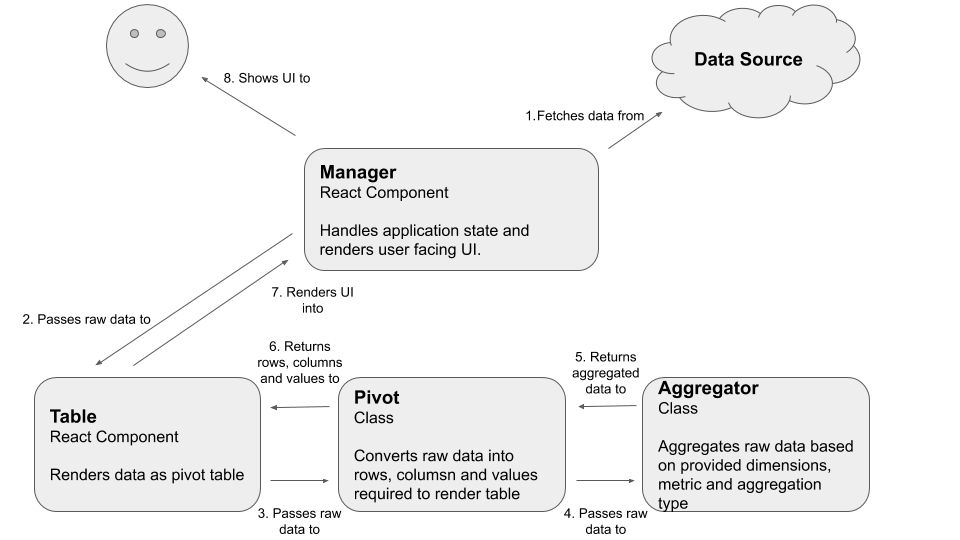 8. Shows UI to
Data Source
1.Fetches data from
Manager
React Component
Handles application state and
renders user facing UI.
2. Passes raw data to
7. Renders UI
into
6. Returns
rows, columns
and values to
5. Returns
aggregated
data to
Table
React Component
Renders data as pivot table
Pivot
Class
Converts raw data into
rows, columsn and values
required to render table
Aggregator
Class
Aggregates raw data based
on provided dimensions,
metric and aggregation
type
3. Passes raw
data to
4. Passes raw
data to